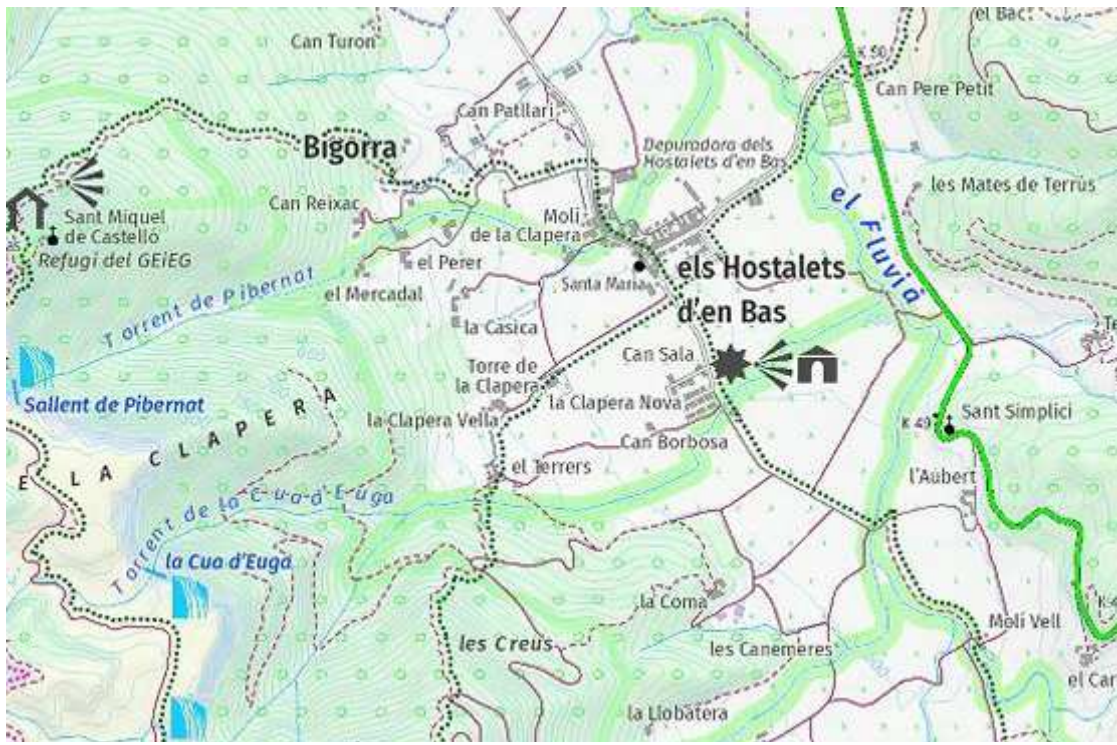 el Bac
Can Turon
K 50
Can Pere Petit
Can Patllari
Bigorra
Depuradora dels
Hostalets d'en Bas
les Mates de Terrús
Can Reixac
Sant Miquel
de Castelló
Refugi del GEiEG
Molí
de la Clapera
el Fluvià
el Perer
els Hostalets
d'en Bas
Santa Maria
el Mercadal
Torrent de Pibernat
la Casica
Can Sala
Torre de
la Clapera
Sallent de Pibernat
la Clapera Nova
la Clapera Vella
K 49
Sant Simplici
E LA CLAPERA
Can Borbosa
el Terrers
l'Aubert
Torrent de la Cua d'Euga
la Cua d'Euga
la Coma
Molí Vell
les Creus
les Canemeres
el Car
la Llobatera